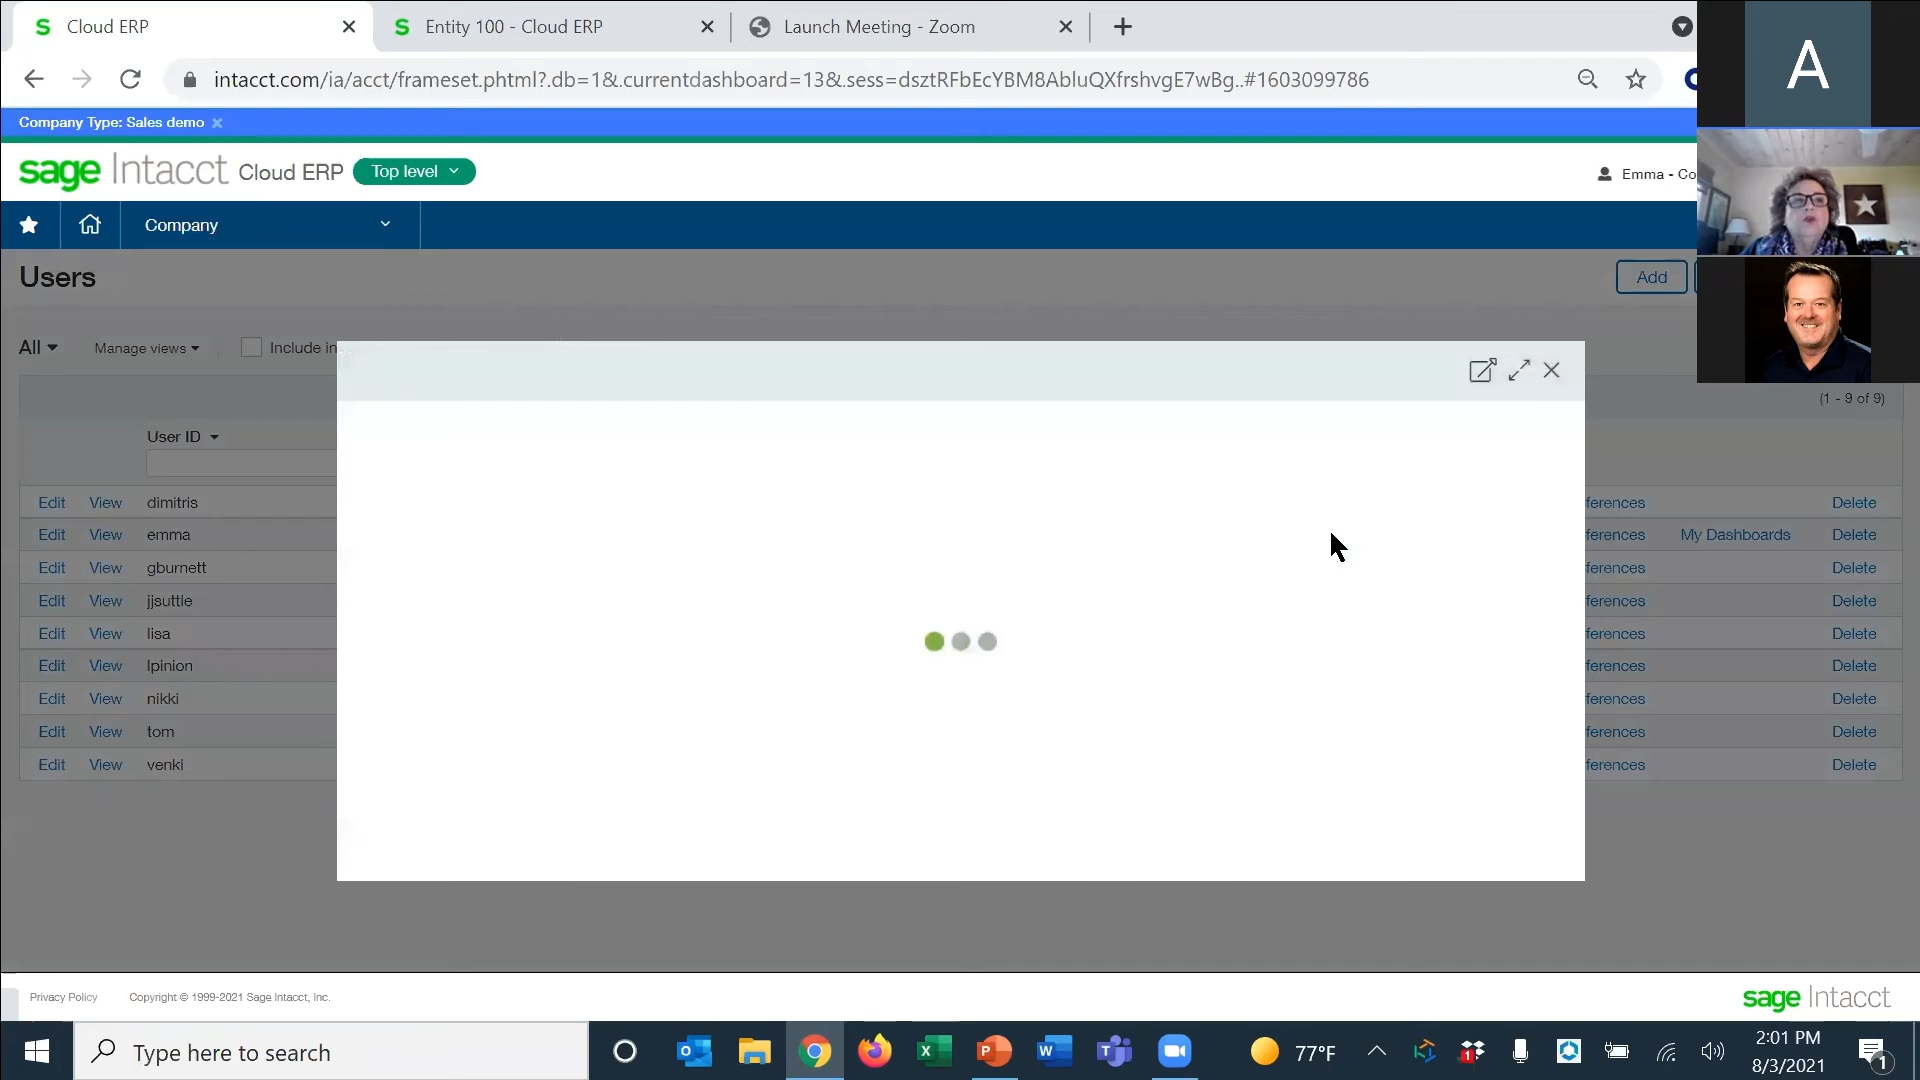 Cloud ERP
Entity 100 - Cloud ERP
Launch Meeting - Zoom
intacct.com/ia/acct/frameset.phtml?.db=1&.currentdashboard=13&.sess=dsztRFbEcYBM8AbluQXfrshvgE7wBg..#1603099786
Company Type: Sales demo
sage Intacct Cloud ERP Top level
Emma - Co
A
Company
Users
Add
All Manage views Include in
(1 - 9 of 9)
User ID
Edit View dimitris ferences Delete
Edit View emma ferences My Dashboards Delete
Edit View gburnett ferences Delete
Edit View jjsuttle ferences Delete
Edit View lisa ferences Delete
Edit View lpinion ferences Delete
Edit View nikki ferences Delete
Edit View tom ferences Delete
Edit View venki ferences Delete
Privacy Policy Copyright © 1999-2021 Sage Intacct, Inc.
sage Intacct
Type here to search
77°F
2:01 PM
8/3/2021
1